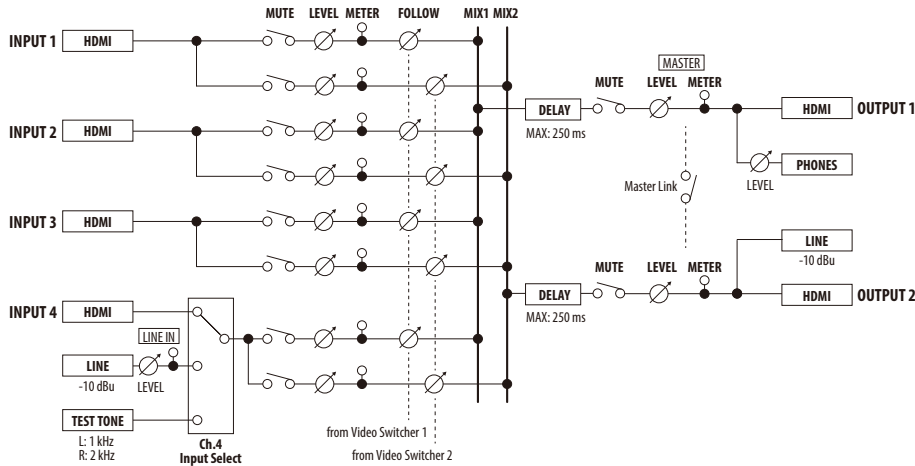 MUTE LEVEL METER FOLLOW MIX1 MIX2
INPUT 1 HDMI
MASTER
MUTE LEVEL METER
DELAY HDMI OUTPUT 1
MAX: 250 ms
INPUT 2 HDMI
PHONES
LEVEL
Master Link
INPUT 3 HDMI
LINE
-10 dBu
MUTE LEVEL METER
DELAY HDMI OUTPUT 2
MAX: 250 ms
INPUT 4 HDMI
LINE IN
LINE
-10 dBu LEVEL
TEST TONE
L: 1 kHz
R: 2 kHz
Ch.4
Input Select
from Video Switcher 1
from Video Switcher 2